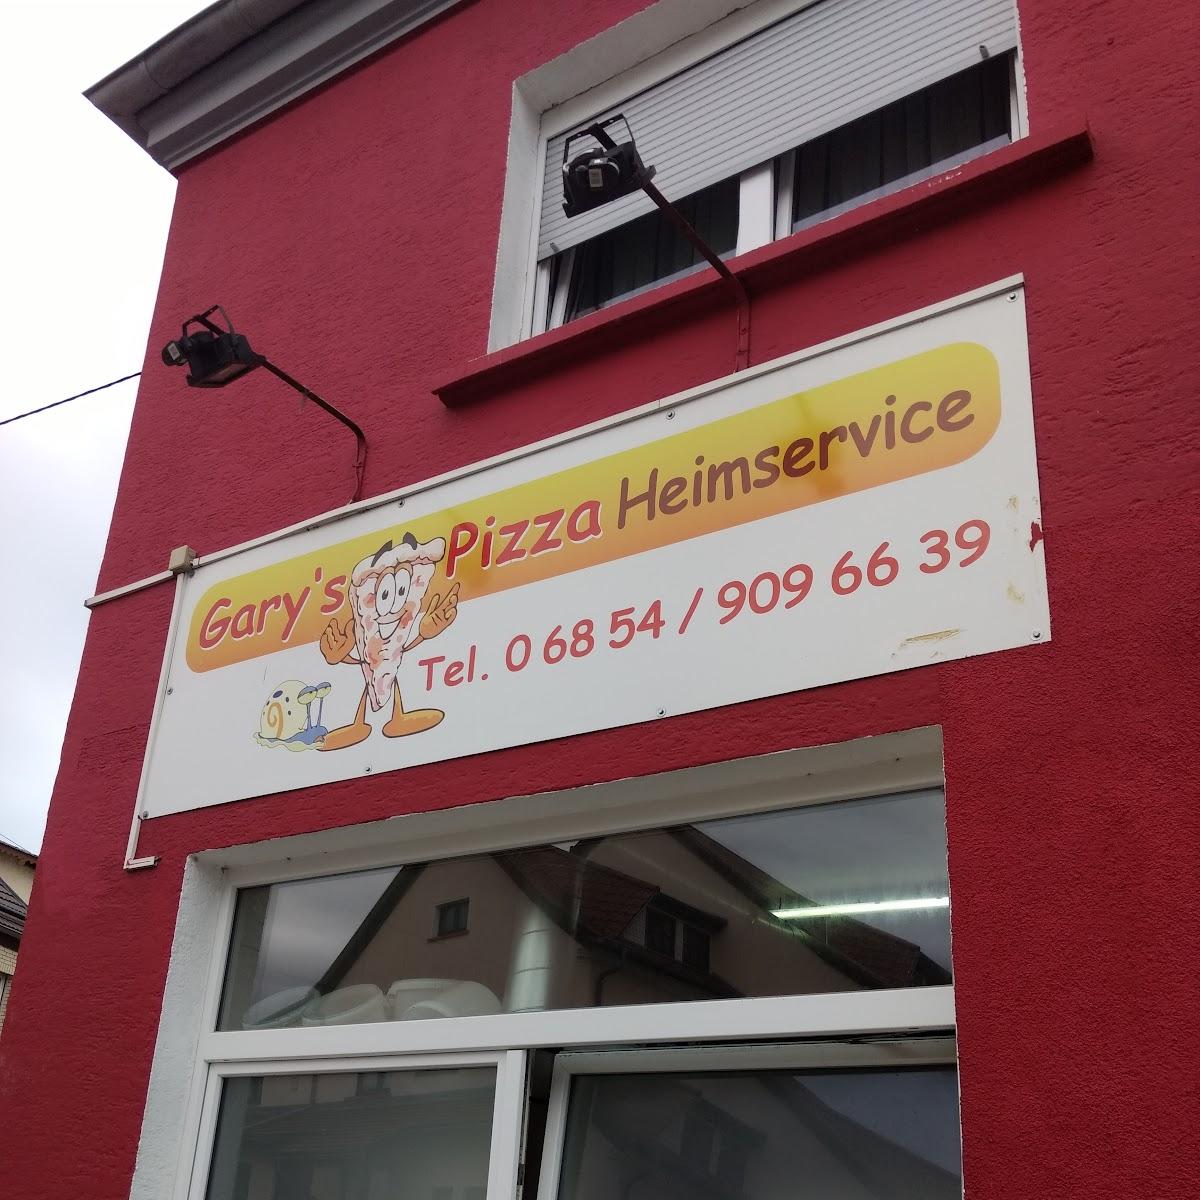 Gary's Pizza Heimservice
Tel. 0 68 54 / 909 66 39